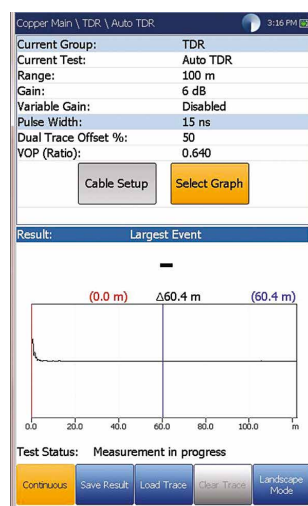 Copper Main \ TDR \ Auto TDR 3:16 PM
Current Group: TDR
Current Test: Auto TDR
Range: 100 m
Gain: 6 dB
Variable Gain: Disabled
Pulse Width: 15 ns
Dual Trace Offset %: 50
VOP (Ratio): 0.640
Cable Setup Select Graph
Result: Largest Event
–
(0.0 m) Δ60.4 m (60.4 m)
0.0 20.0 40.0 60.0 80.0 100.0 m
Test Status: Measurement in progress
Continuous Save Result Load Trace Clear Trace Landscape Mode